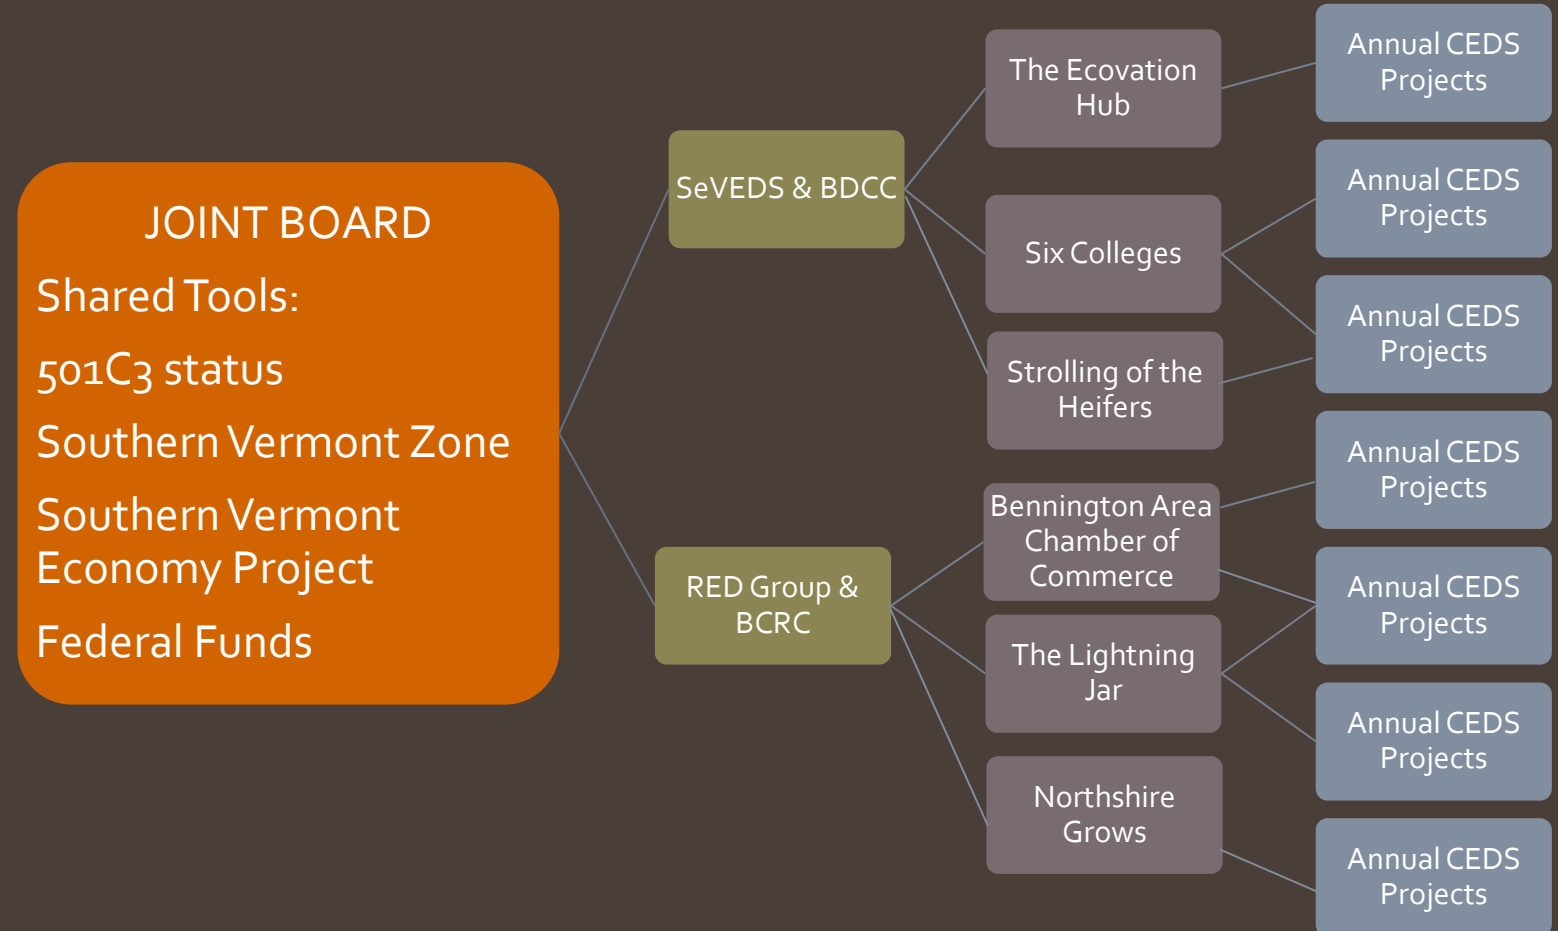 JOINT BOARD
Shared Tools:
501C3 status
Southern Vermont Zone
Southern Vermont
Economy Project
Federal Funds
SeVEDS & BDCC
RED Group &
BCRC
The Ecovation
Hub
Six Colleges
Strolling of the
Heifers
Bennington Area
Chamber of
Commerce
The Lightning
Jar
Northshire
Grows
Annual CEDS
Projects
Annual CEDS
Projects
Annual CEDS
Projects
Annual CEDS
Projects
Annual CEDS
Projects
Annual CEDS
Projects
Annual CEDS
Projects